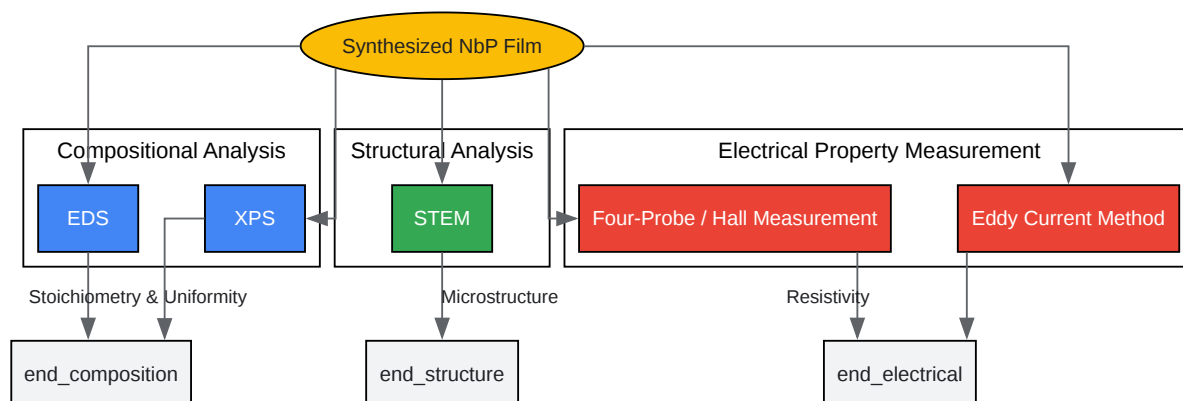 Synthesized NbP Film
Compositional Analysis
Structural Analysis
Electrical Property Measurement
EDS
XPS
STEM
Four-Probe / Hall Measurement
Eddy Current Method
Stoichiometry & Uniformity
Microstructure
Resistivity
end_composition
end_structure
end_electrical